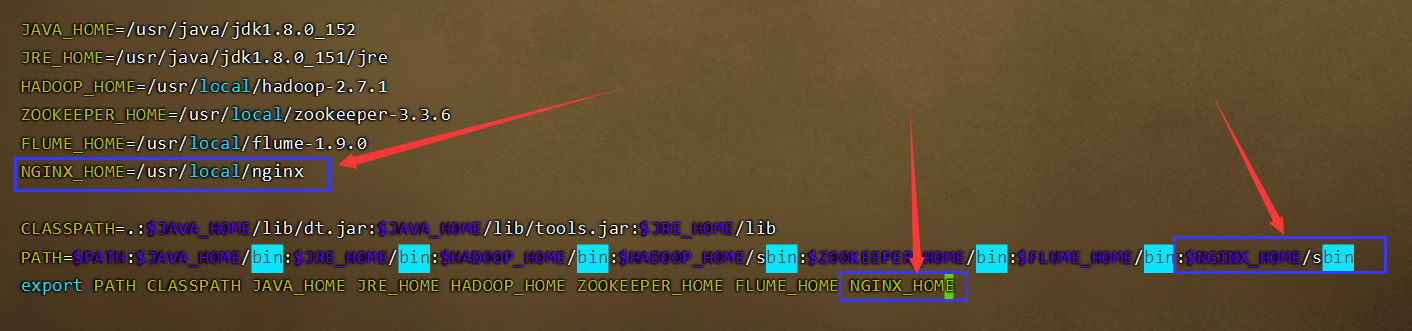 JAVA_HOME=/usr/java/jdk1.8.0_152
JRE_HOME=/usr/java/jdk1.8.0_151/jre
HADOOP_HOME=/usr/local/hadoop-2.7.1
ZOOKEEPER_HOME=/usr/local/zookeeper-3.3.6
FLUME_HOME=/usr/local/flume-1.9.0
NGINX_HOME=/usr/local/nginx
CLASSPATH=.:$JAVA_HOME/lib/dt.jar:$JAVA_HOME/lib/tools.jar:$JRE_HOME/lib
PATH=$PATH:$JAVA_HOME/bin:$JRE_HOME/bin:$HADOOP_HOME/bin:$HADOOP_HOME/sbin:$ZOOKEEPER_HOME/bin:$FLUME_HOME/bin:$NGINX_HOME/sbin
export PATH CLASSPATH JAVA_HOME JRE_HOME HADOOP_HOME ZOOKEEPER_HOME FLUME_HOME NGINX_HOME